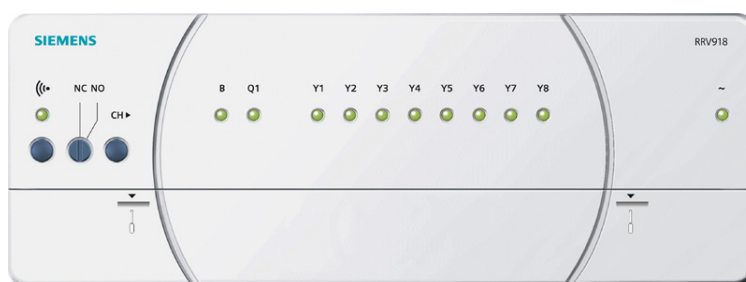 SIEMENS
RRV918
NC NO
B Q1 Y1 Y2 Y3 Y4 Y5 Y6 Y7 Y8 ~
CH